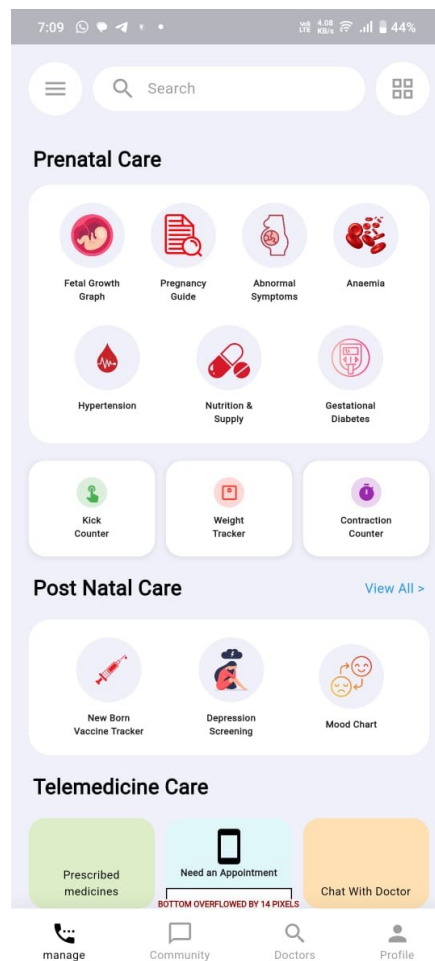 7:09
Vo) LTE 4.08 KB/s 44%
Search
Prenatal Care
Fetal Growth
Graph
Pregnancy
Guide
Abnormal
Symptoms
Anaemia
Hypertension
Nutrition &
Supply
Gestational
Diabetes
Kick
Counter
Weight
Tracker
Contraction
Counter
Post Natal Care
View All >
New Born
Vaccine Tracker
Depression
Screening
Mood Chart
Telemedicine Care
Prescribed
medicines
Need an Appointment
BOTTOM OVERFLOWED BY 14 PIXELS
Chat With Doctor
manage
Community
Doctors
Profile